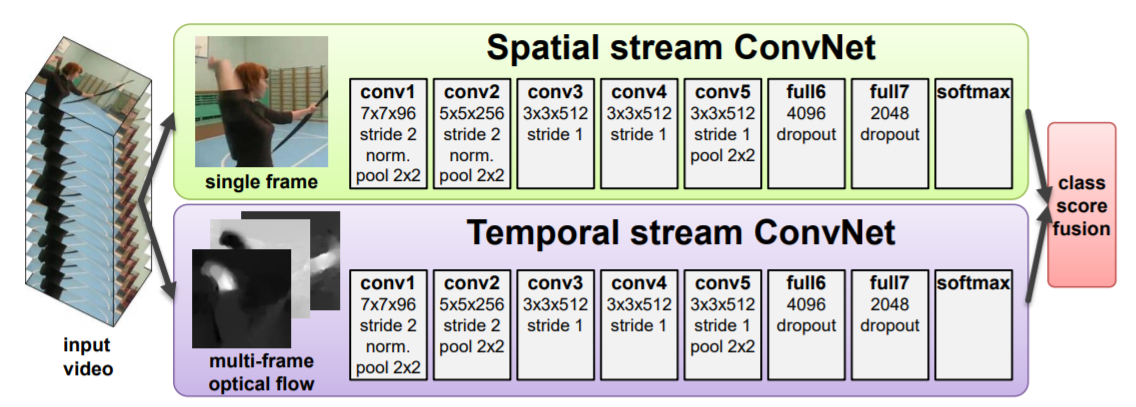 Spatial stream ConvNet
conv1
7x7x96
stride 2
norm.
pool 2x2
conv2
5x5x256
stride 2
norm.
pool 2x2
conv3
3x3x512
stride 1
conv4
3x3x512
stride 1
conv5
3x3x512
stride 1
pool 2x2
full6
4096
dropout
full7
2048
dropout
softmax
single frame
Temporal stream ConvNet
conv1
7x7x96
stride 2
norm.
pool 2x2
conv2
5x5x256
stride 2
pool 2x2
conv3
3x3x512
stride 1
conv4
3x3x512
stride 1
conv5
3x3x512
stride 1
pool 2x2
full6
4096
dropout
full7
2048
dropout
softmax
multi-frame
optical flow
input
video
class
score
fusion